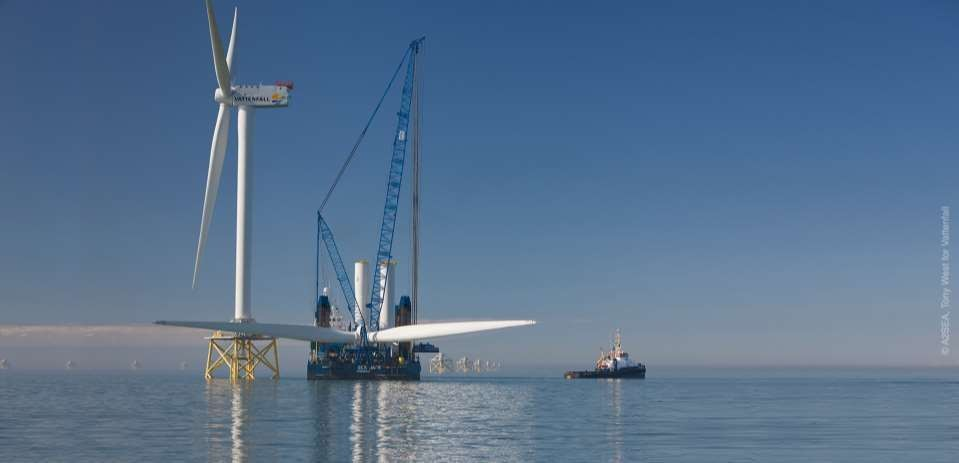 VATTENFALL
© ASSEA, Tony West for Vattenfall